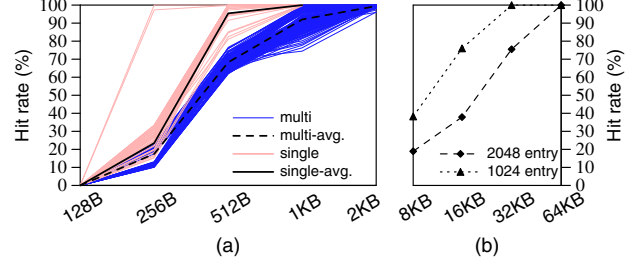 Hit rate (%)
100
90
80
70
60
50
40
30
20
10
0
multi
multi-avg.
single
single-avg.
128B
256B
512B
1KB
2KB
(a)
Hit rate (%)
100
90
80
70
60
50
40
30
20
10
0
2048 entry
1024 entry
8KB
16KB
32KB
64KB
(b)